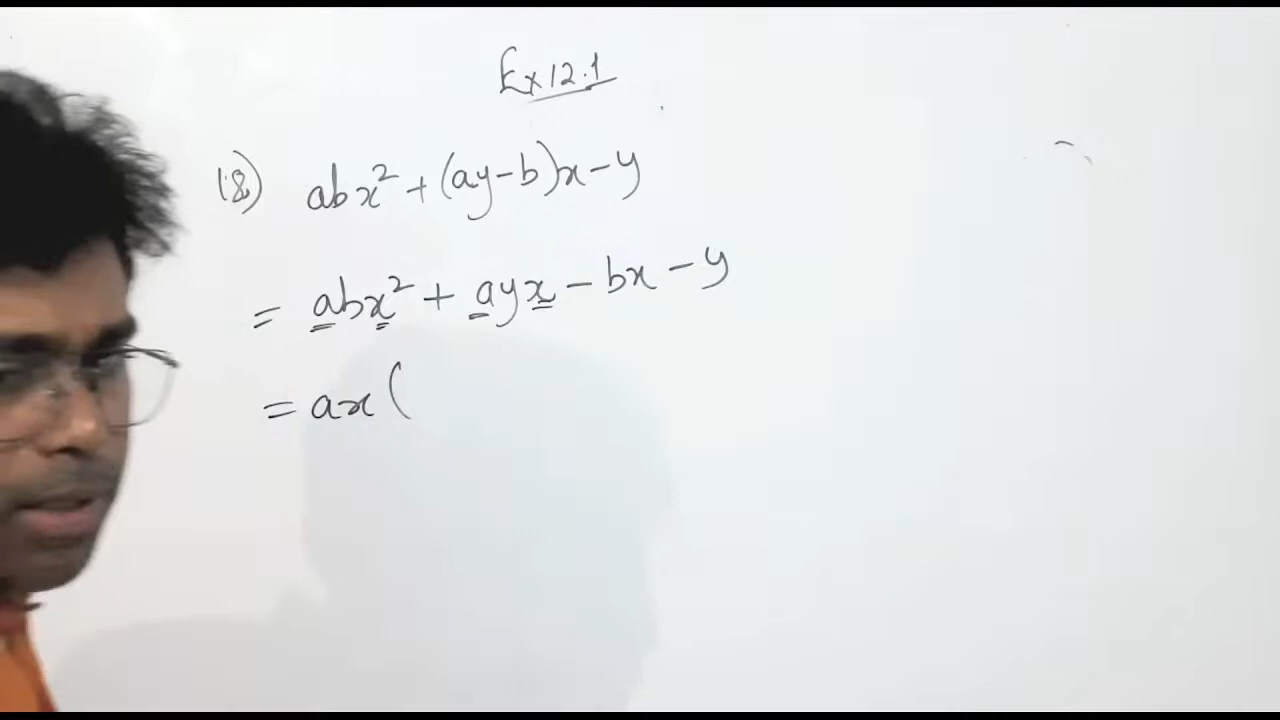 Ex 12.1
18) abx² + (ay-b)x - y
= abx² + ayx - bx - y
= ax (